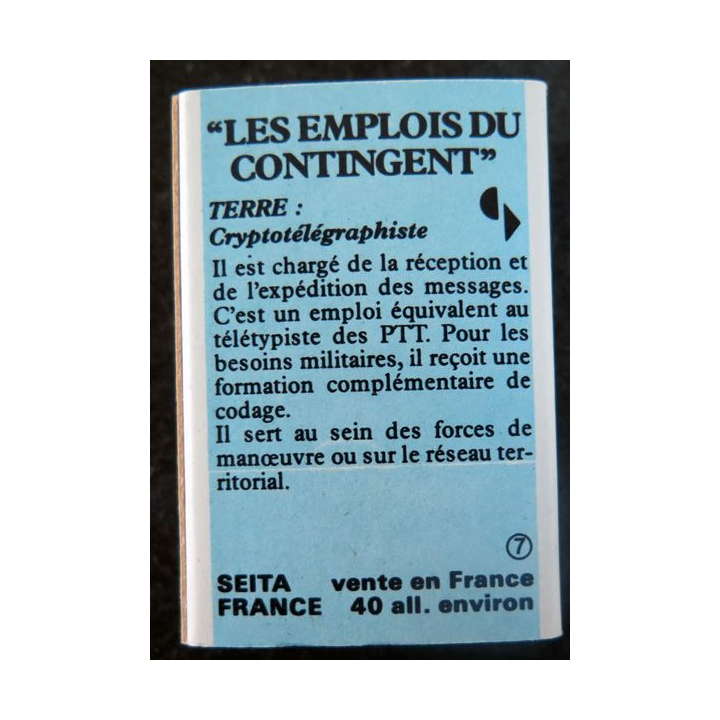 “LES EMPLOIS DU
CONTINGENT”
TERRE :
Cryptotélégraphiste
Il est chargé de la réception et
de l’expédition des messages.
C’est un emploi équivalent au
télétypiste des PTT. Pour les
besoins militaires, il reçoit une
formation complémentaire de
codage.
Il sert au sein des forces de
manœuvre ou sur le réseau ter-
ritorial.
7
SEITA vente en France
FRANCE 40 all. environ